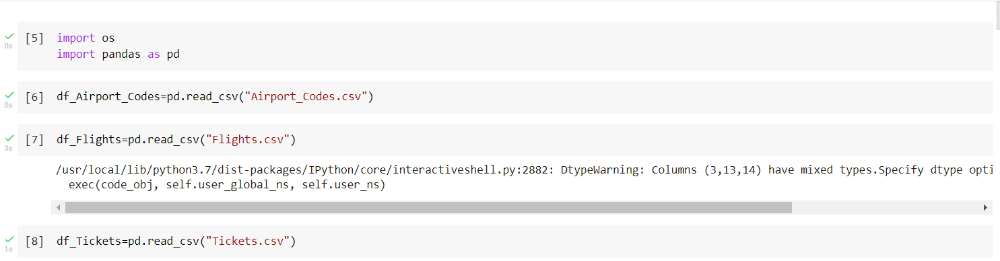 [5] import os
import pandas as pd
0s
[6] df_Airport_Codes=pd.read_csv("Airport_Codes.csv")
0s
[7] df_Flights=pd.read_csv("Flights.csv")
3s
/usr/local/lib/python3.7/dist-packages/IPython/core/interactiveshell.py:2882: DtypeWarning: Columns (3,13,14) have mixed types.Specify dtype opti
exec(code_obj, self.user_global_ns, self.user_ns)
[8] df_Tickets=pd.read_csv("Tickets.csv")
1s